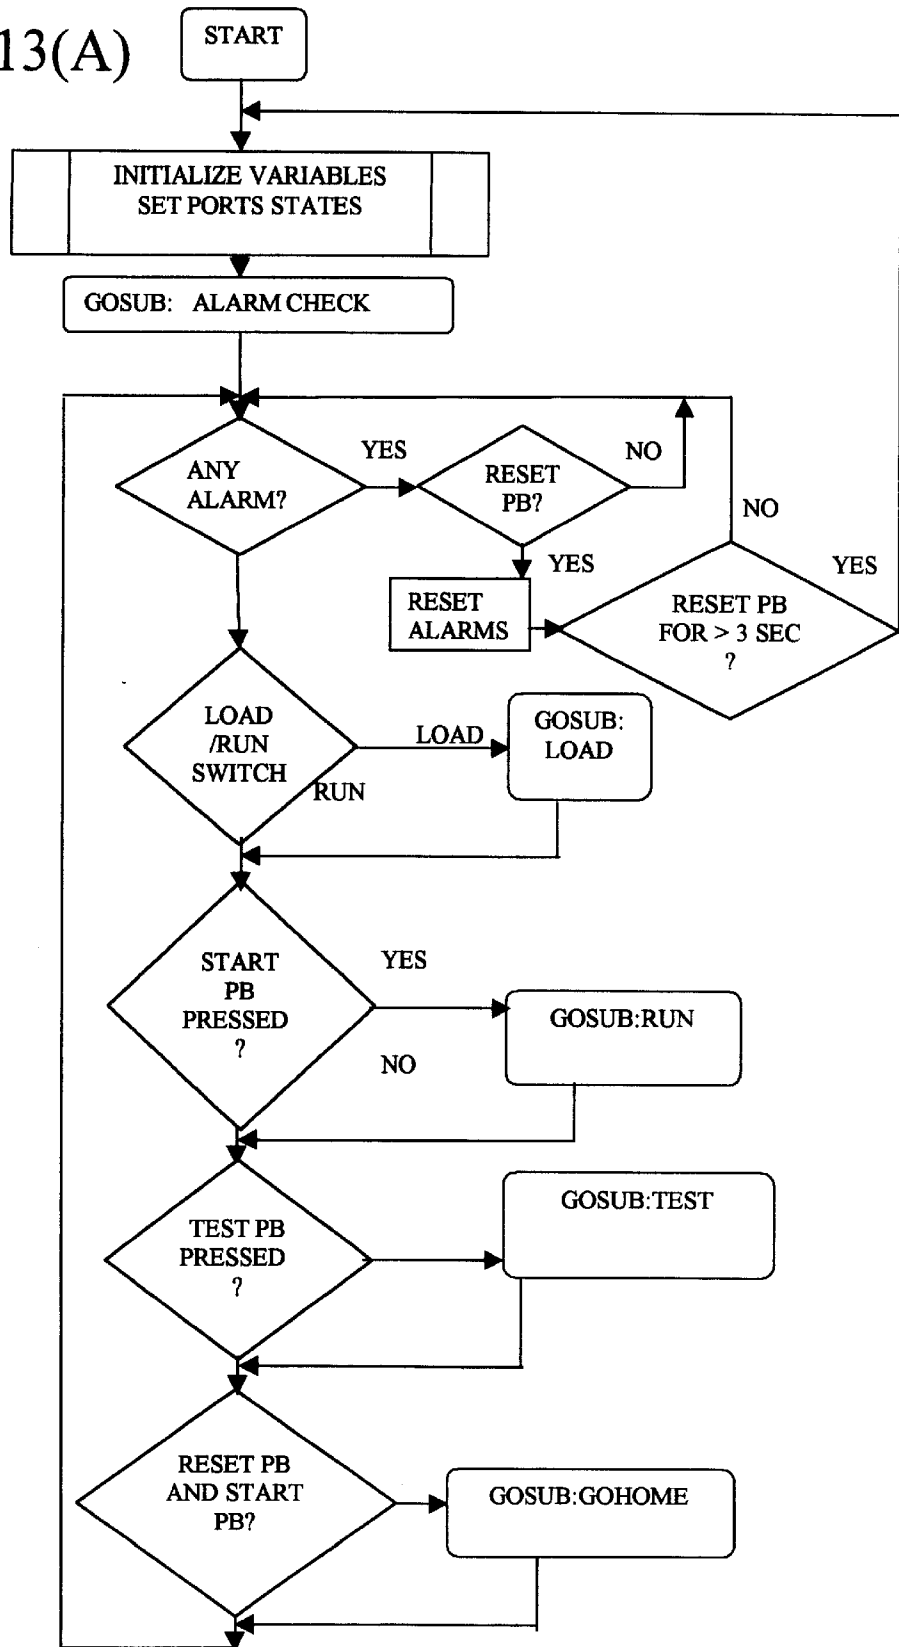 13(A)
START
INITIALIZE VARIABLES
SET PORTS STATES
GOSUB: ALARM CHECK
ANY
ALARM?
YES
RESET
PB?
NO
YES
RESET
ALARMS
NO
YES
RESET PB
FOR > 3 SEC
?
LOAD
/RUN
SWITCH
LOAD
RUN
GOSUB:
LOAD
START
PB
PRESSED
?
YES
NO
GOSUB:RUN
TEST PB
PRESSED
?
GOSUB:TEST
RESET PB
AND START
PB?
GOSUB:GOHOME